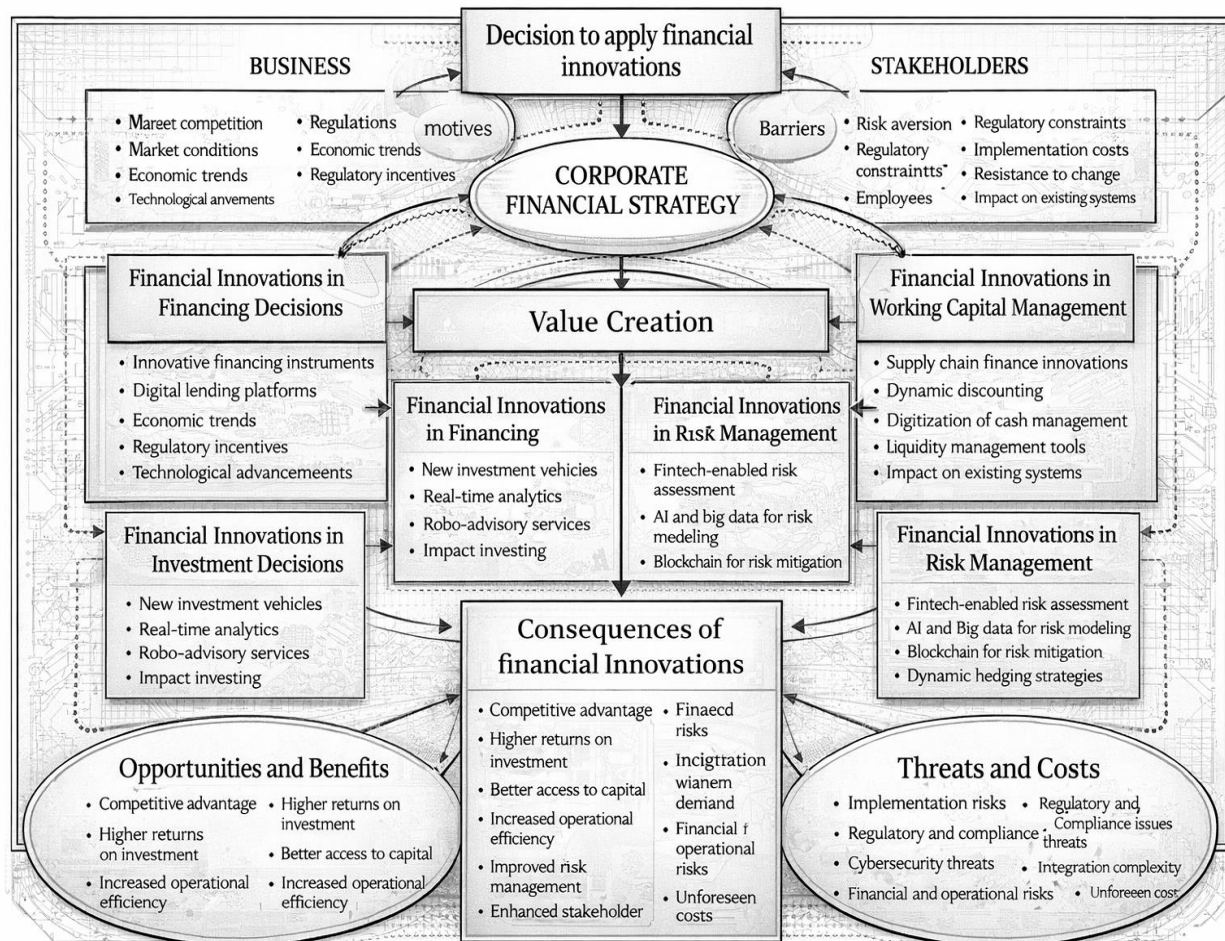 Decision to apply financial
innovations
BUSINESS
STAKEHOLDERS
• Mareet competition
• Market conditions
• Economic trends
• Technological anvements
• Regulations
Economic trends
• Regulatory incentives
motives
Barriers
• Risk aversion
• Regulatory
constraintts
• Employees
• Regulatory constraints
• Implementation costs
• Resistance to change
• Impact on existing systems
CORPORATE
FINANCIAL STRATEGY
Financial Innovations in
Financing Decisions
• Innovative financing instruments
• Digital lending platforms
• Economic trends
• Regulatory incentives
• Technological advancemeents
Value Creation
Financial Innovations in
Working Capital Management
• Supply chain finance innovations
• Dynamic discounting
• Digitization of cash management
• Liquidity management tools
• Impact on existing systems
Financial Innovations
in Financing
• New investment vehicles
• Real-time analytics
• Robo-advisory services
• Impact investing
Financial Innovations
in Risk Management
• Fintech-enabled risk
assessment
• AI and big data for risk
medeling
• Blockchain for risk mitigation
Financial Innovations in
Investment Decisions
• New investment vehicles
• Real-time analytics
• Robo-advisory services
• Impact investing
Financial Innovations in
Risk Management
• Fintech-enabled risk assessment
• AI and Big data for risk modeling
• Blockchain for risk mitigation
• Dynamic hedging strategies
Consequences of
financial Innovations
• Competitive advantage
• Higher returns on
investment
• Better access to capital
• Increased operational
efficiency
• Improved risk
management
• Enhanced stakeholder
• Finaecd
risks
• Incigtration
wianem
demand
• Financial
operational
risks
• Unforeseen
costs
Opportunities and Benefits
• Competitive advantage
• Higher returns
on investment
• Increased operational
efficiency
• Higher returns on
investment
• Better access to capital
• Increased operational
efficiency
Threats and Costs
• Implementation risks
• Regulatory and compliance
• Cybersecurity threats
• Financial and operational risks
• Regulatory and
Compliance issues
threats
• Integration complexity
• Unforeen cost